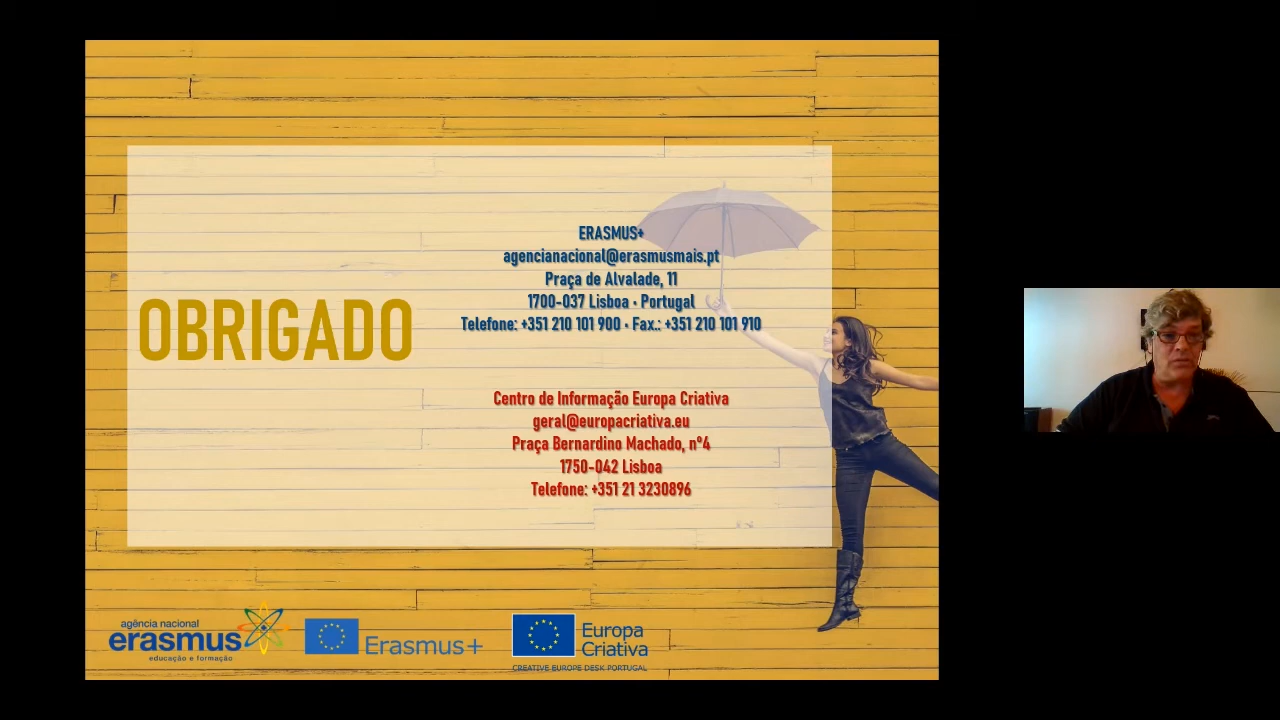 OBRIGADO
ERASMUS+
agencianacional@erasmusmais.pt
Praça de Alvalade, 11
1700-037 Lisboa • Portugal
Telefone: +351 210 101 900 • Fax.: +351 210 101 910
Centro de Informação Europa Criativa
geral@europacriativa.eu
Praça Bernardino Machado, nº4
1750-042 Lisboa
Telefone: +351 21 3230896
agência nacional
erasmus
educação e formação
Erasmus+
Europa
Criativa
CREATIVE EUROPE DESK PORTUGAL